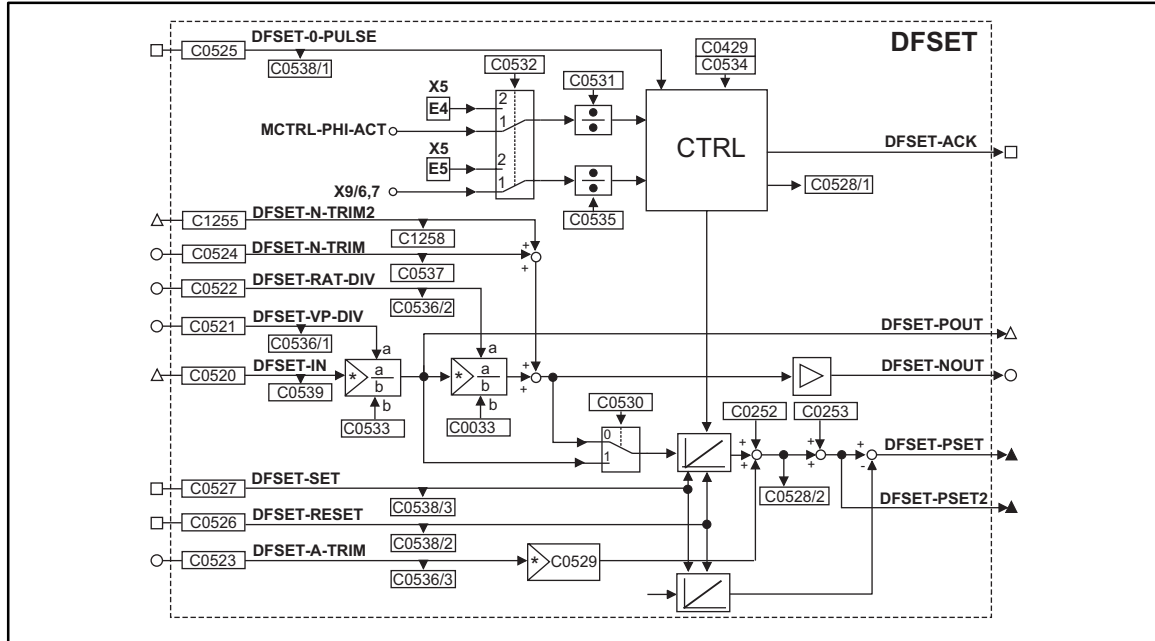 DFSET
C0525
DFSET-0-PULSE
C0538/1
C0429
C0534
C0532
C0531
X5
E4
2
1
MCTRL-PHI-ACT
CTRL
DFSET-ACK
X5
E5
2
1
X9/6,7
C0528/1
C0535
C1255
DFSET-N-TRIM2
C1258
+
+
C0524
DFSET-N-TRIM
C0537
C0522
DFSET-RAT-DIV
C0536/2
C0521
DFSET-VP-DIV
C0536/1
DFSET-POUT
a
a
C0520
DFSET-IN
C0539
* a
b
* a
b
+
+
DFSET-NOUT
b
b
C0533
C0033
C0530
0
1
C0252
C0253
+
+
+
+
+
-
DFSET-PSET
C0528/2
DFSET-PSET2
C0527
DFSET-SET
C0538/3
C0526
DFSET-RESET
C0538/2
C0523
DFSET-A-TRIM
C0536/3
* C0529